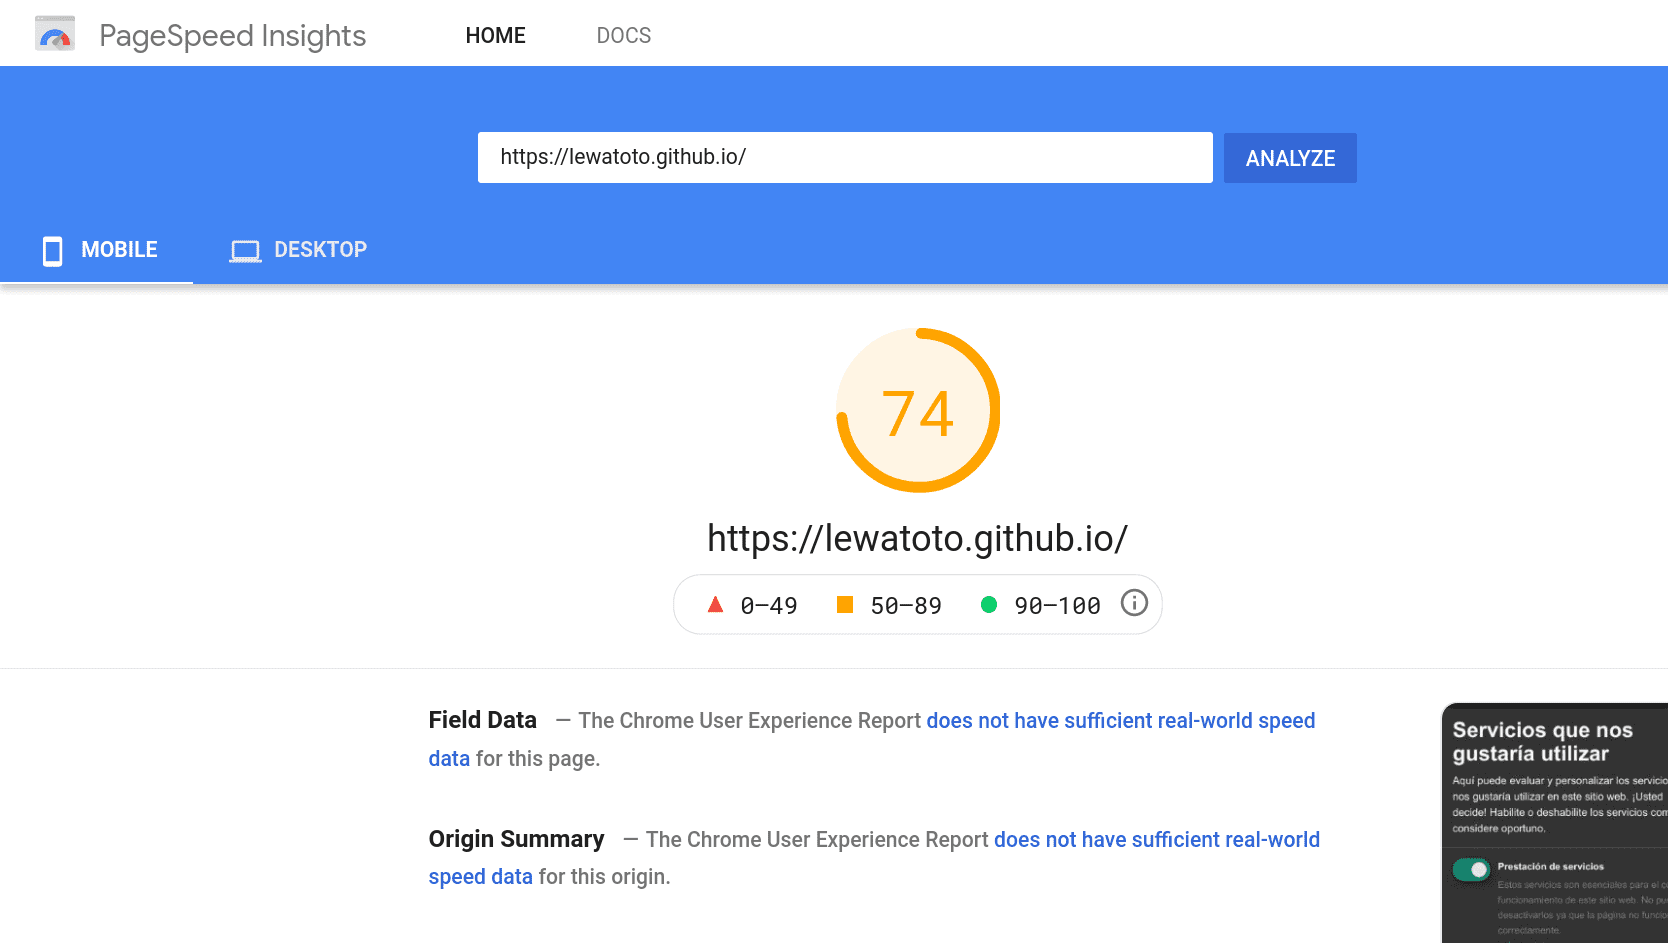 PageSpeed Insights HOME DOCS
https://lewatoto.github.io/ ANALYZE
MOBILE DESKTOP
74
https://lewatoto.github.io/
0–49 50–89 90–100
Field Data — The Chrome User Experience Report does not have sufficient real-world speed
data for this page.
Origin Summary — The Chrome User Experience Report does not have sufficient real-world
speed data for this origin.
Servicios que nos
gustaría utilizar
Aquí puede evaluar y personalizar los servicio
nos gustaría utilizar en este sitio web. ¡Usted
decide! Habilite o deshabilite los servicios com
considere oportuno.
Prestación de servicios
Estos servicios son esenciales para el c
funcionamiento de este sitio web. No pu
desactivarlos ya que la página no funcio
correctamente.